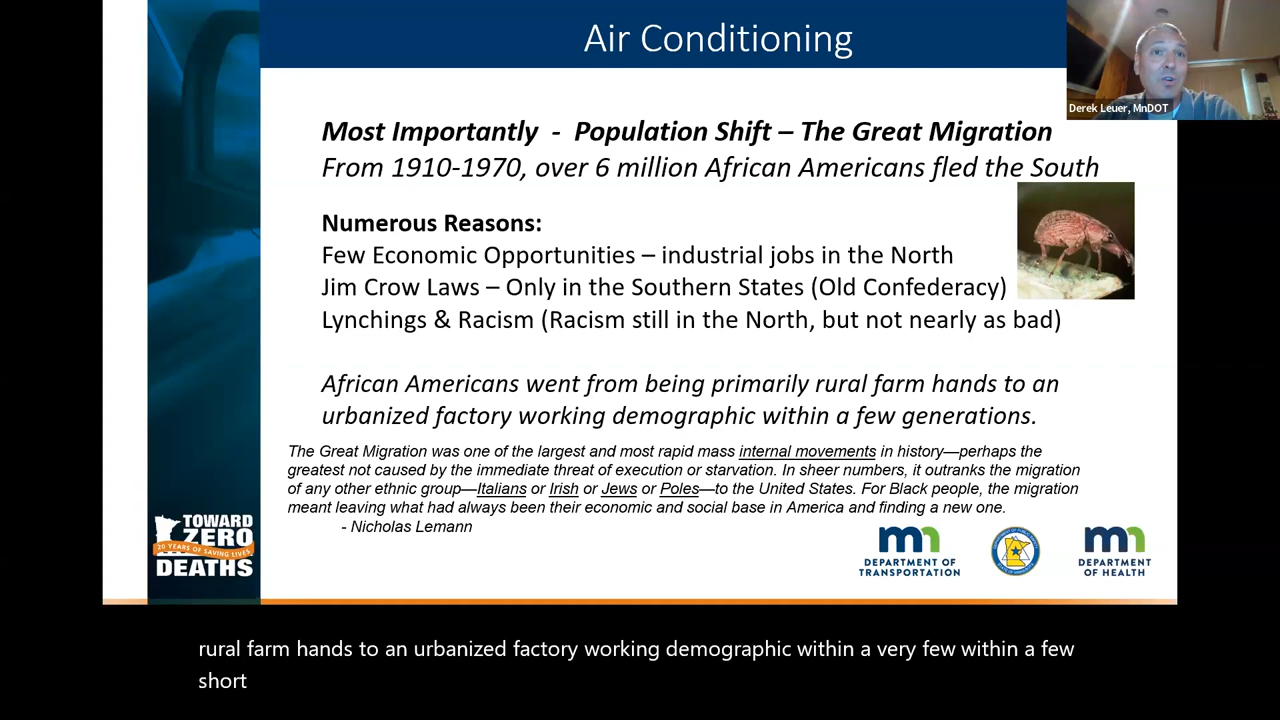 Air Conditioning
Derek Leuer, MnDOT
Most Importantly - Population Shift – The Great Migration
From 1910-1970, over 6 million African Americans fled the South
Numerous Reasons:
Few Economic Opportunities – industrial jobs in the North
Jim Crow Laws – Only in the Southern States (Old Confederacy)
Lynchings & Racism (Racism still in the North, but not nearly as bad)
African Americans went from being primarily rural farm hands to an
urbanized factory working demographic within a few generations.
The Great Migration was one of the largest and most rapid mass internal movements in history—perhaps the
greatest not caused by the immediate threat of execution or starvation. In sheer numbers, it outranks the migration
of any other ethnic group—Italians or Irish or Jews or Poles—to the United States. For Black people, the migration
meant leaving what had always been their economic and social base in America and finding a new one.
- Nicholas Lemann
TOWARD
ZERO
20 YEARS OF SAVING LIVES
DEATHS
mn
DEPARTMENT OF
TRANSPORTATION
mn
DEPARTMENT
OF HEALTH
rural farm hands to an urbanized factory working demographic within a very few within a few
short